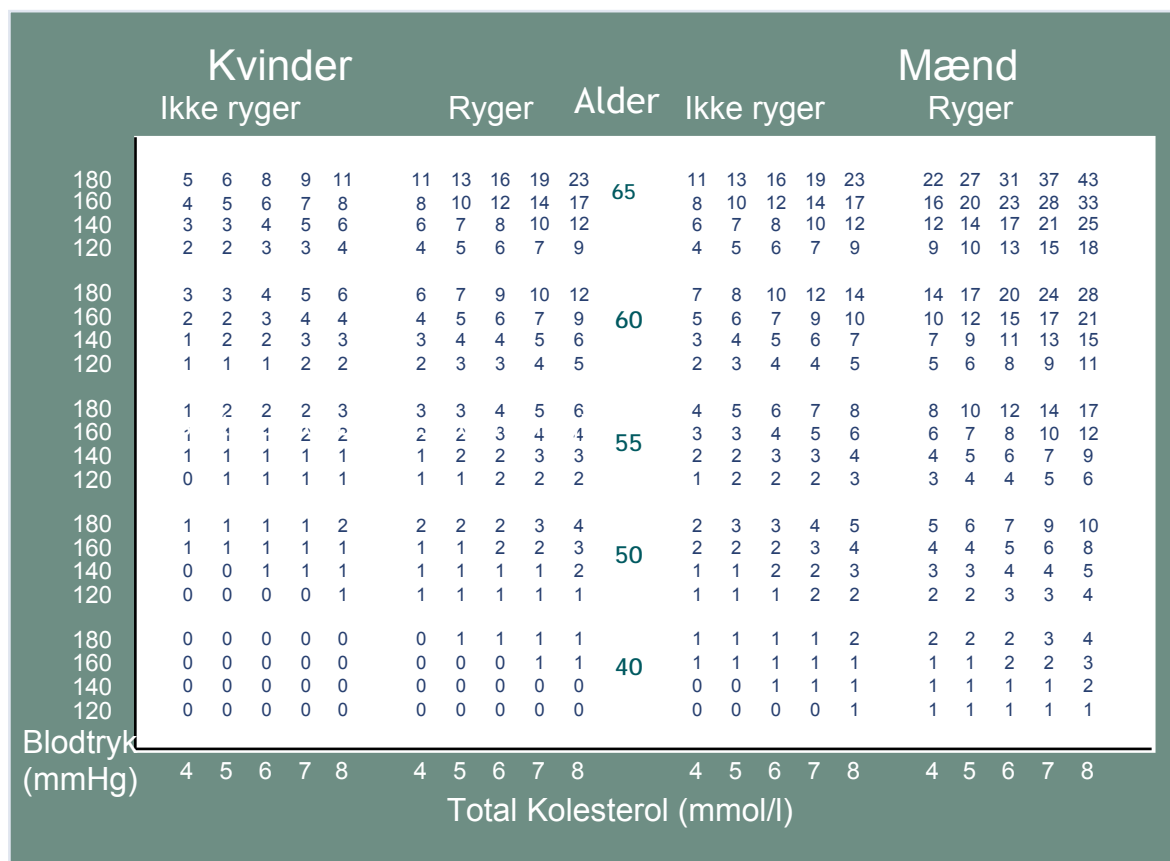 Kvinder Mænd
Ikke ryger Ryger Alder Ikke ryger Ryger
180 5 6 8 9 11 11 13 16 19 23 65 11 13 16 19 23 22 27 31 37 43
160 4 5 6 7 8 8 10 12 14 17 8 10 12 14 17 16 20 23 28 33
140 3 3 4 5 6 6 7 8 10 12 6 7 8 10 12 12 14 17 21 25
120 2 2 3 3 4 4 5 6 7 9 4 5 6 7 9 9 10 13 15 18
180 3 3 4 5 6 6 7 9 10 12 7 8 10 12 14 14 17 20 24 28
160 2 2 3 4 4 4 5 6 7 9 60 5 6 7 9 10 10 12 15 17 21
140 1 2 2 3 3 3 4 4 5 6 3 4 5 6 7 7 9 11 13 15
120 1 1 1 2 2 2 3 3 4 5 2 3 4 4 5 5 6 8 9 11
180 1 2 2 2 3 3 3 4 5 6 4 5 6 7 8 8 10 12 14 17
160 1 1 1 2 2 2 2 3 4 4 55 3 3 4 5 6 6 7 8 10 12
140 1 1 1 1 1 1 2 2 3 3 2 2 3 3 4 4 5 6 7 9
120 0 1 1 1 1 1 1 2 2 2 1 2 2 2 3 3 4 4 5 6
180 1 1 1 1 2 2 2 2 3 4 2 3 3 4 5 5 6 7 9 10
160 1 1 1 1 1 1 1 2 2 3 50 2 2 2 3 4 4 4 5 6 8
140 0 0 1 1 1 1 1 1 1 2 1 1 2 2 3 3 3 4 4 5
120 0 0 0 0 1 1 1 1 1 1 1 1 1 2 2 2 2 3 3 4
180 0 0 0 0 0 0 1 1 1 1 1 1 1 1 2 2 2 2 3 4
160 0 0 0 0 0 0 0 0 1 1 40 1 1 1 1 1 1 1 2 2 3
140 0 0 0 0 0 0 0 0 0 0 0 0 1 1 1 1 1 1 1 2
120 0 0 0 0 0 0 0 0 0 0 0 0 0 0 1 1 1 1 1 1
Blodtryk
(mmHg) 4 5 6 7 8 4 5 6 7 8 4 5 6 7 8 4 5 6 7 8
Total Kolesterol (mmol/l)